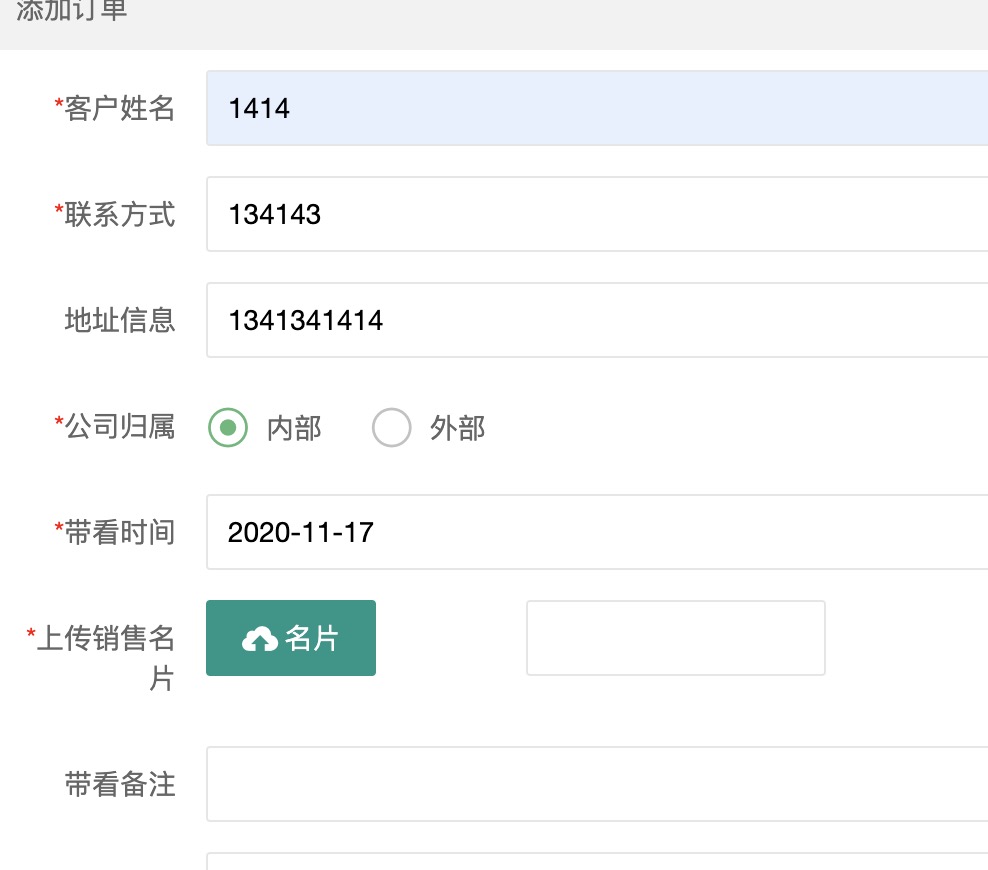 添加订单
*客户姓名 1414
*联系方式 134143
地址信息 1341341414
*公司归属 内部 外部
*带看时间 2020-11-17
*上传销售名 名片
片
带看备注